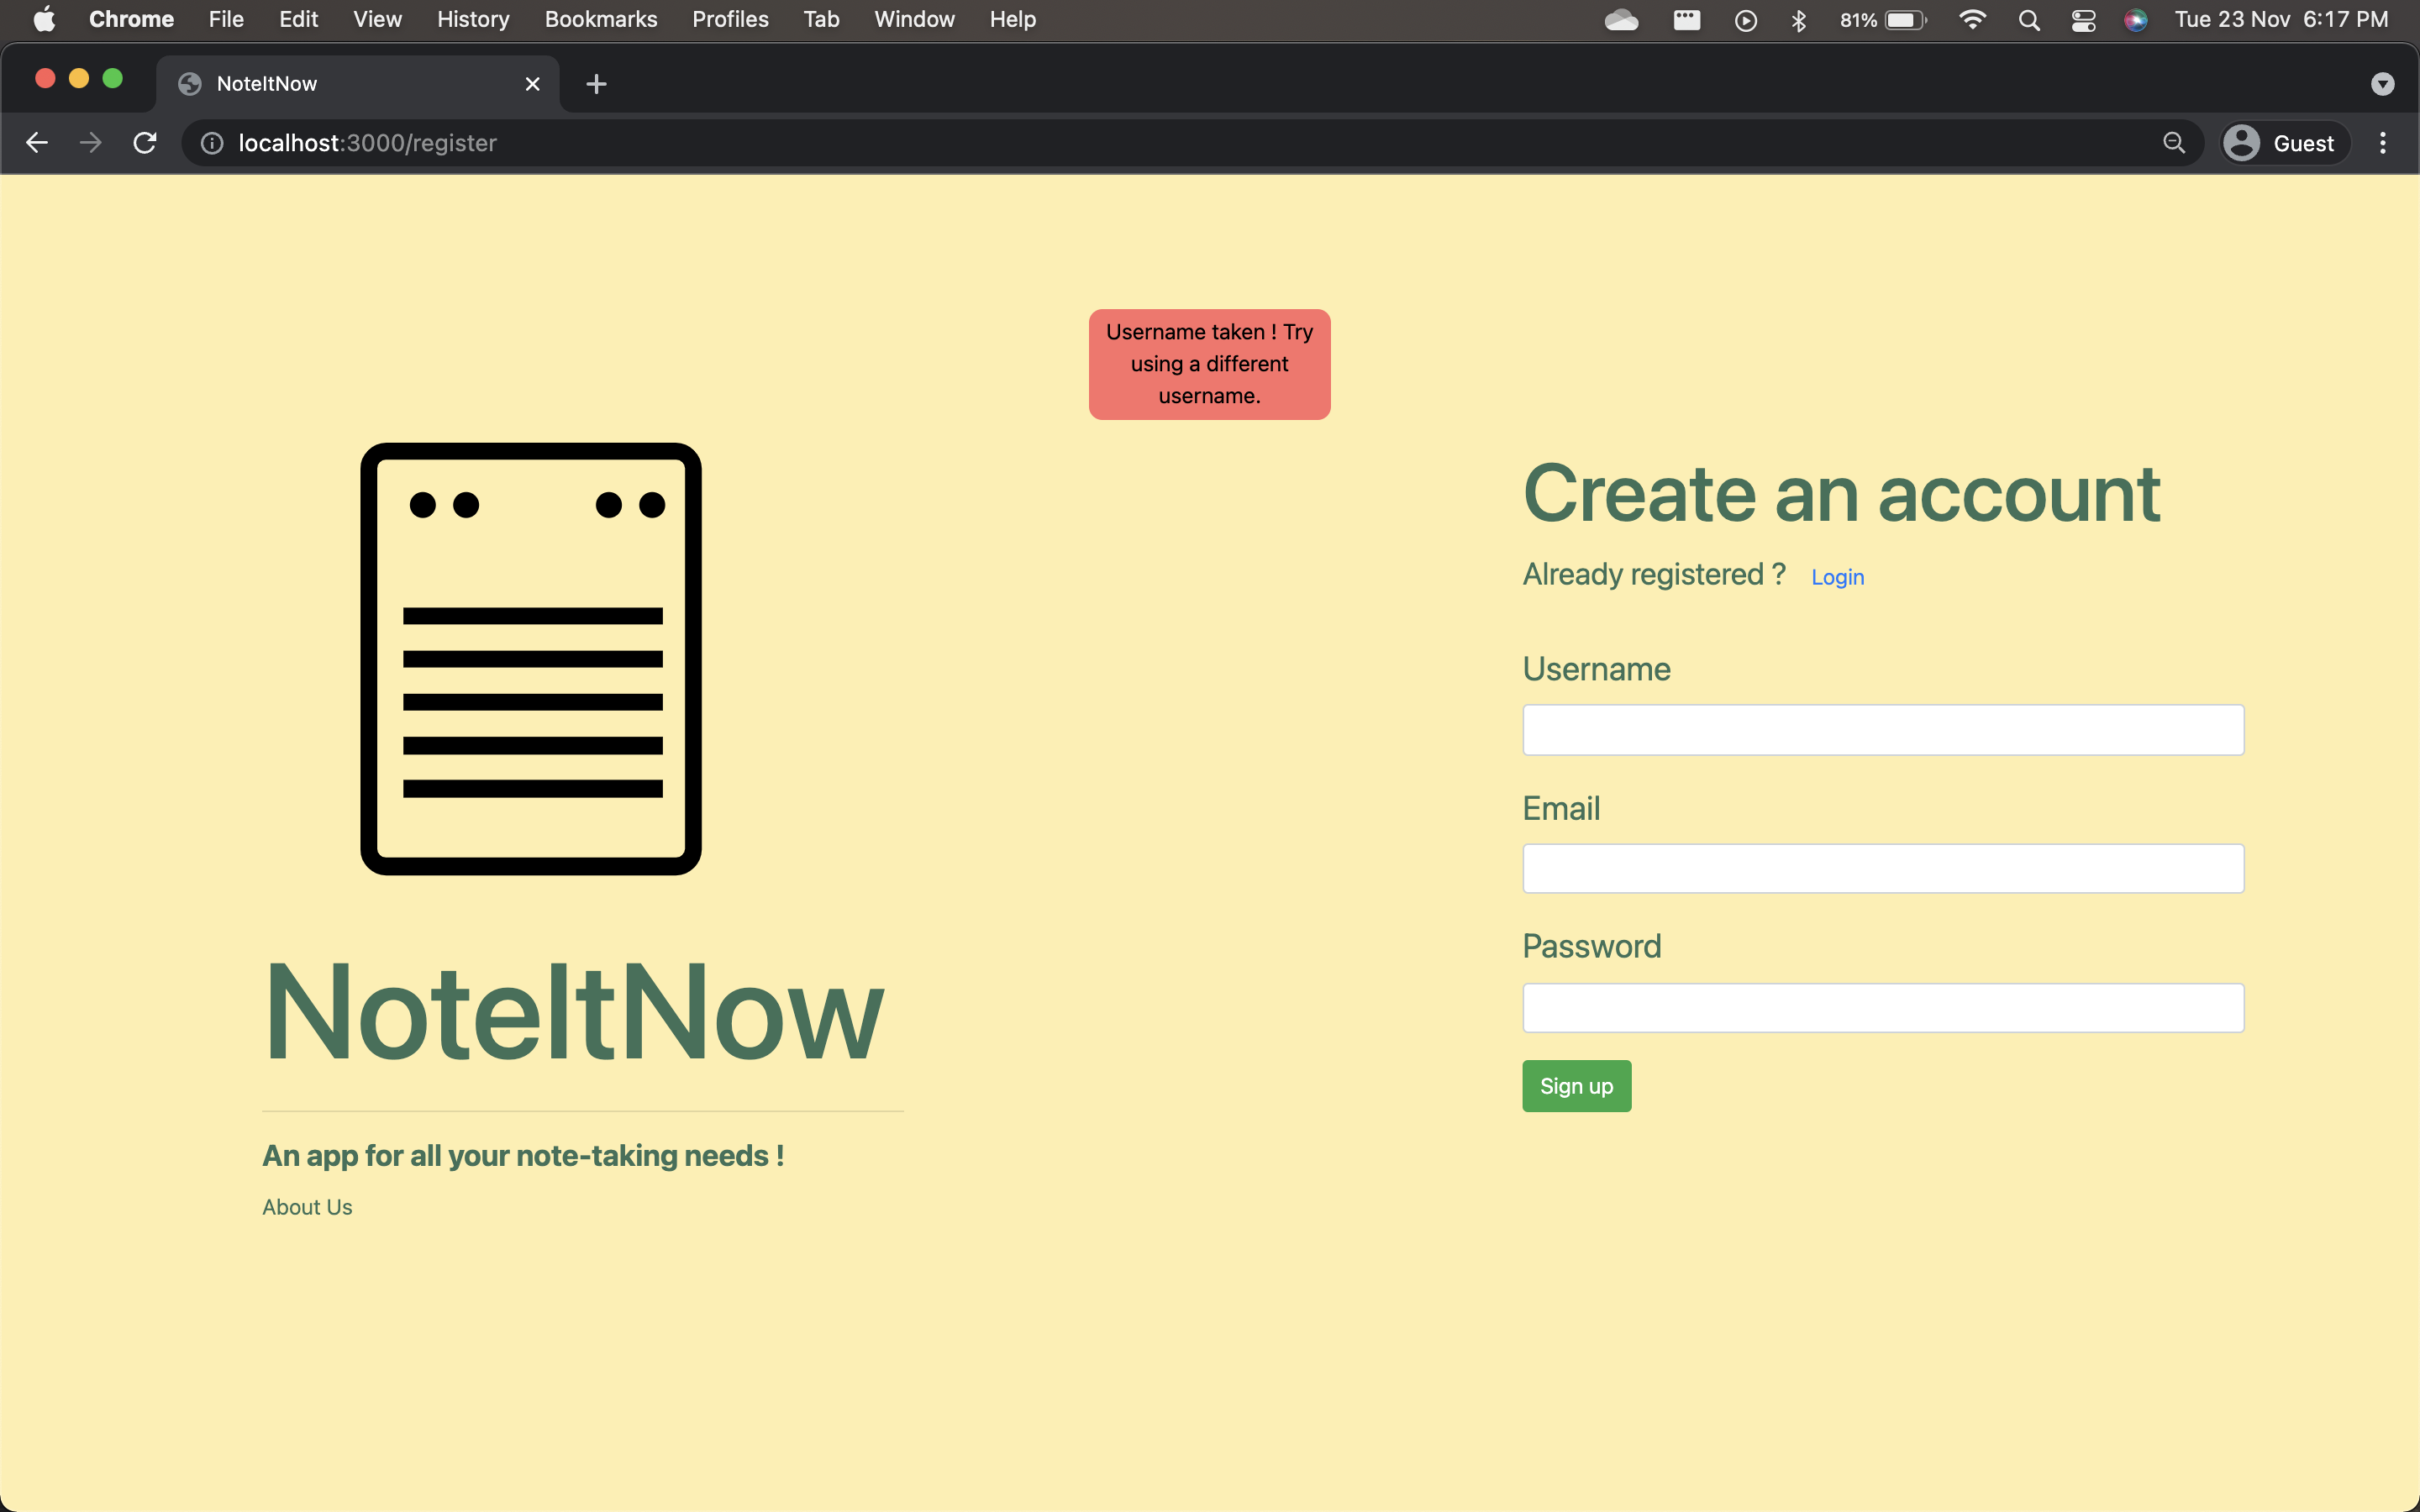 Chrome File Edit View History Bookmarks Profiles Tab Window Help 81% Tue 23 Nov 6:17 PM
NoteItNow
localhost:3000/register Guest
Username taken ! Try
using a different
username.
Create an account
Already registered ? Login
Username
Email
Password
Sign up
NoteItNow
An app for all your note-taking needs !
About Us